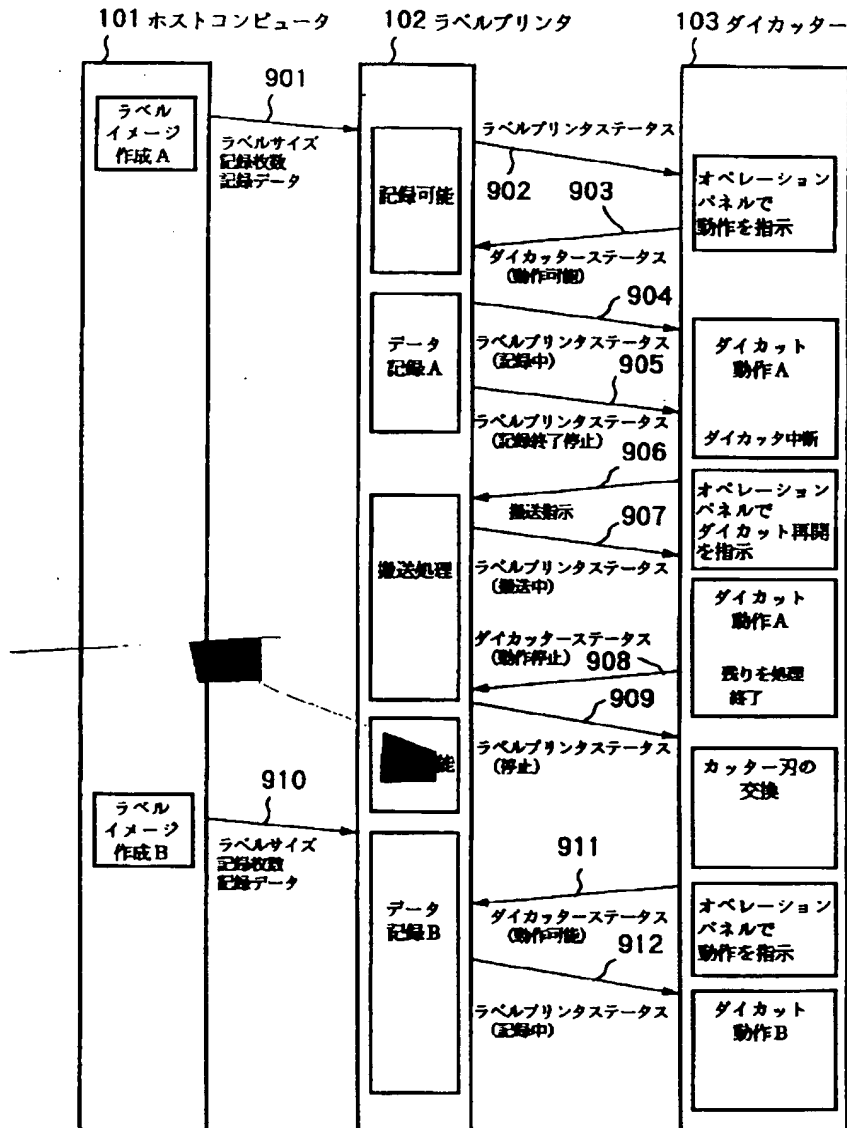 101 ホストコンピュータ
102 ラベルプリンタ
103 ダイカッター
ラベル
イメージ
作成A
901
ラベルサイズ
記録枚数
記録データ
記録可能
ラベルプリンタステータス
902
オペレーション
パネルで
動作を指示
903
ダイカッターステータス
(動作可能)
904
データ
記録A
ラベルプリンタステータス
(記録中)
905
ダイカット
動作A
ダイカッタ中断
ラベルプリンタステータス
(記録終了停止)
906
搬送指示
オペレーション
パネルで
ダイカット再開
を指示
907
搬送処理
ラベルプリンタステータス
(搬送中)
ダイカット
動作A
残りを処理
終了
ダイカッターステータス
(動作停止)
908
909
能
ラベルプリンタステータス
(停止)
カッター刃の
交換
ラベル
イメージ
作成B
910
ラベルサイズ
記録枚数
記録データ
データ
記録B
911
ダイカッターステータス
(動作可能)
オペレーション
パネルで
動作を指示
912
ラベルプリンタステータス
(記録中)
ダイカット
動作B